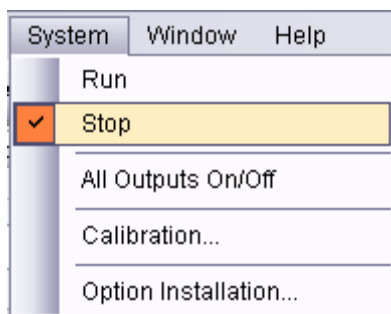 System Window Help
Run
Stop
All Outputs On/Off
Calibration...
Option Installation...